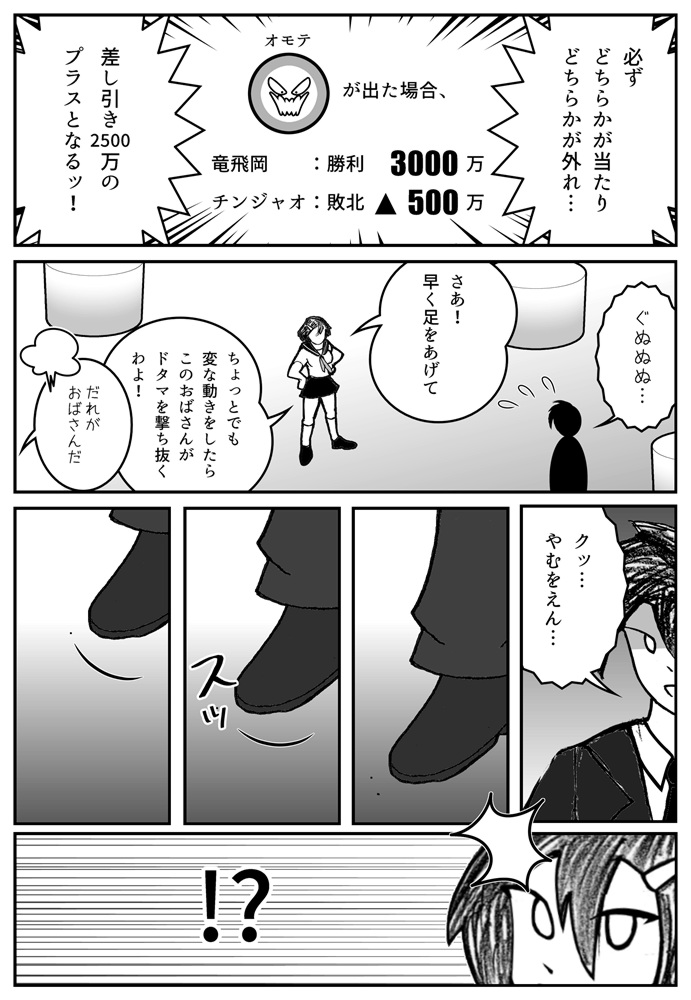 必ず
どちらかが当たり
どちらかが外れ…
オモテ
が出た場合、
竜飛岡　：勝利　3000万
チンジャオ：敗北　▲500万
差し引き
2500
万の
プラスとなるッ！
ぐぬぬぬ…
さあ！
早く足をあげて
ちょっとでも
変な動きをしたら
このおばさんが
ドタマを撃ち抜く
わよ！
だれが
おばさんだ
クッ…
やむをえん…
スッ
!?